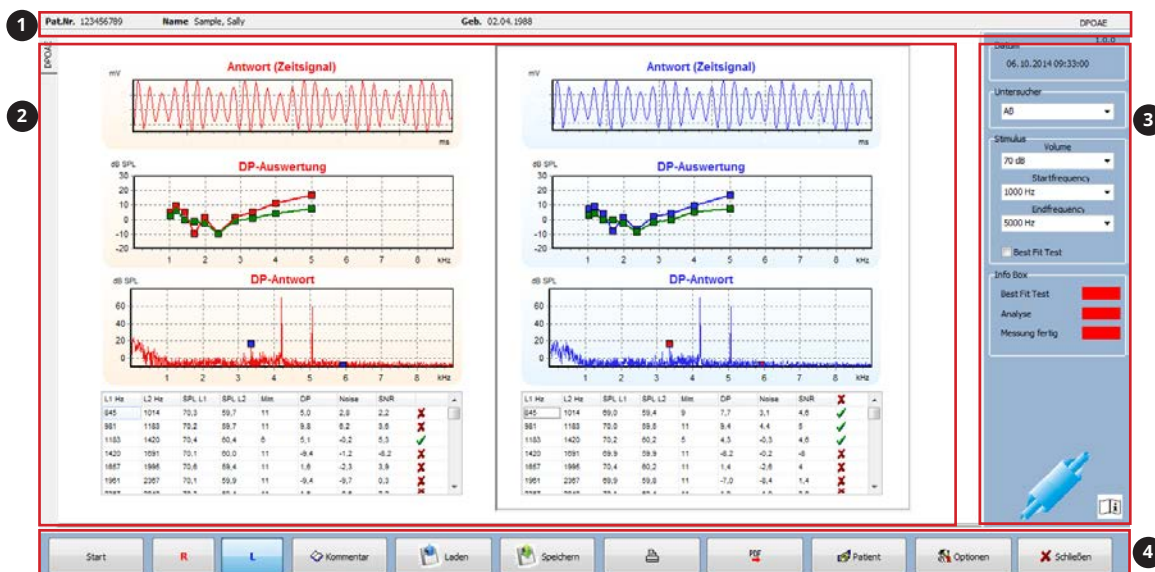 1
Pat.Nr. 123456789 Name Sample, Sally Geb. 02.04.1988 DPOAE
2
DPOAE
Antwort (Zeitsignal)
mV
ms
DP-Auswertung
dB SPL
30
20
10
0
-10
-20
1 2 3 4 5 6 7 8 kHz
DP-Antwort
dB SPL
60
40
20
0
1 2 3 4 5 6 7 8 kHz
L1 Hz L2 Hz SPL L1 SPL L2 Mitt. DP Noise SNR
845 1014 70,3 59,7 11 5,0 2,8 2,2 ✗
981 1183 70,2 59,7 11 9,8 6,2 3,6 ✗
1183 1420 70,4 60,4 6 5,1 -0,2 5,3 ✓
1420 1691 70,1 60,0 11 -9,4 -1,2 -8,2 ✗
1657 1995 70,6 59,4 11 1,6 -2,3 3,9 ✗
1961 2367 70,1 59,9 11 -9,4 -9,7 0,3 ✗
Antwort (Zeitsignal)
mV
ms
DP-Auswertung
dB SPL
30
20
10
0
-10
-20
1 2 3 4 5 6 7 8 kHz
DP-Antwort
dB SPL
60
40
20
0
1 2 3 4 5 6 7 8 kHz
L1 Hz L2 Hz SPL L1 SPL L2 Mitt. DP Noise SNR ✗
845 1014 69,0 59,4 9 7,7 3,1 4,6 ✓
981 1183 70,0 59,8 11 9,4 4,4 5 ✓
1183 1420 70,2 60,2 5 4,3 -0,3 4,6 ✓
1420 1691 69,9 59,9 11 -8,2 -0,2 -8 ✗
1657 1995 70,4 60,2 11 1,4 -2,6 4 ✗
1961 2367 69,9 59,8 11 -7,0 -8,4 1,4 ✗
3
1.0.0
Datum
06.10.2014 09:33:00
Untersucher
AB
Stimulus
Volume
70 dB
Startfrequency
1000 Hz
Endfrequency
5000 Hz
Best Fit Test
Info Box
Best Fit Test
Analyse
Messung fertig
4
Start R L Kommentar Laden Speichern PDF Patient Optionen Schließen